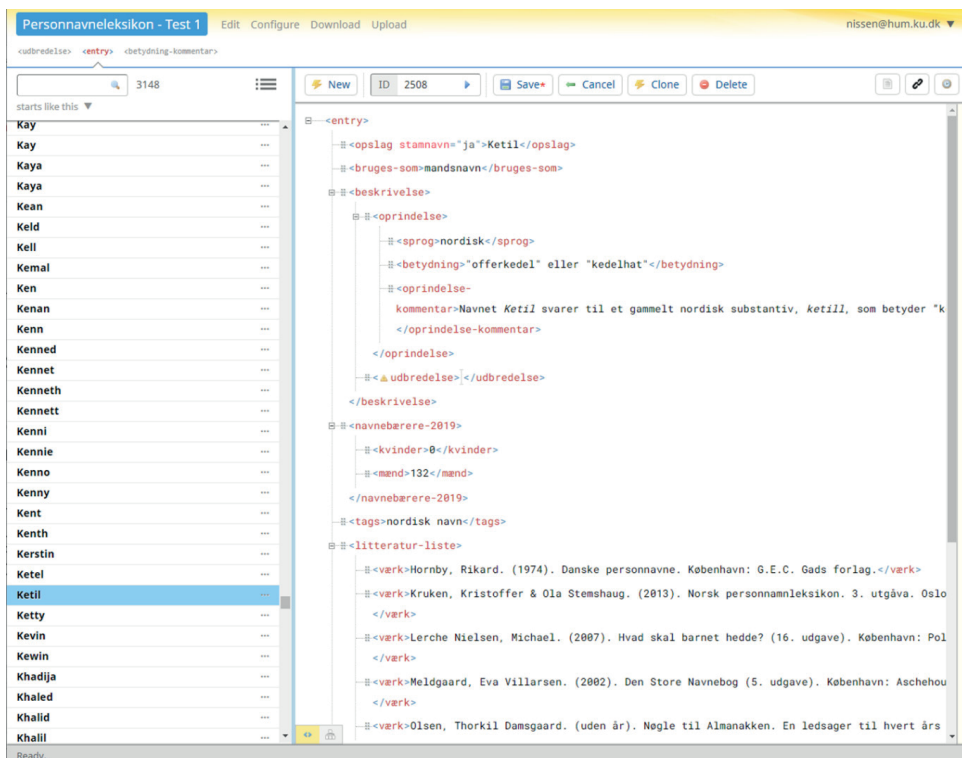 Personnavneleksikon - Test 1 Edit Configure Download Upload nissen@hum.ku.dk ▼
<udbredelse> <entry> <betydning-kommentar>
3148
starts like this ▼
Kay
Kay
Kaya
Kaya
Kean
Keld
Kell
Kemal
Ken
Kenan
Kenn
Kenned
Kennet
Kenneth
Kennett
Kenni
Kennie
Kenno
Kenny
Kent
Kenth
Kerstin
Ketel
Ketil
Ketty
Kevin
Kewin
Khadija
Khaled
Khalid
Khalil
Ready.
New ID 2508 Save* Cancel Clone Delete
<entry>
<opslag stamnavn="ja">Ketil</opslag>
<bruges-som>mandsnavn</bruges-som>
<beskrivelse>
<oprindelse>
<sprog>nordisk</sprog>
<betydning>"offerkedel" eller "kedelhat"</betydning>
<oprindelse-
kommentar>Navnet Ketil svarer til et gammelt nordisk substantiv, ketill, som betyder "k
</oprindelse-kommentar>
</oprindelse>
<udbredelse> </udbredelse>
</beskrivelse>
<navnebærere-2019>
<kvinder>0</kvinder>
<mænd>132</mænd>
</navnebærere-2019>
<tags>nordisk navn</tags>
<litteratur-liste>
<værk>Hornby, Rikard. (1974). Danske personnavne. København: G.E.C. Gads forlag.</værk>
<værk>Kruken, Kristoffer & Ola Stemshaug. (2013). Norsk personnamnleksikon. 3. utgåva. Oslo
</værk>
<værk>Lerche Nielsen, Michael. (2007). Hvad skal barnet hedde? (16. udgave). København: Pol
</værk>
<værk>Meldgaard, Eva Villarsen. (2002). Den Store Navnebog (5. udgave). København: Aschehou
</værk>
<værk>Olsen, Thorkil Damsgaard. (uden år). Nøgle til Almanakken. En ledsager til hvert års